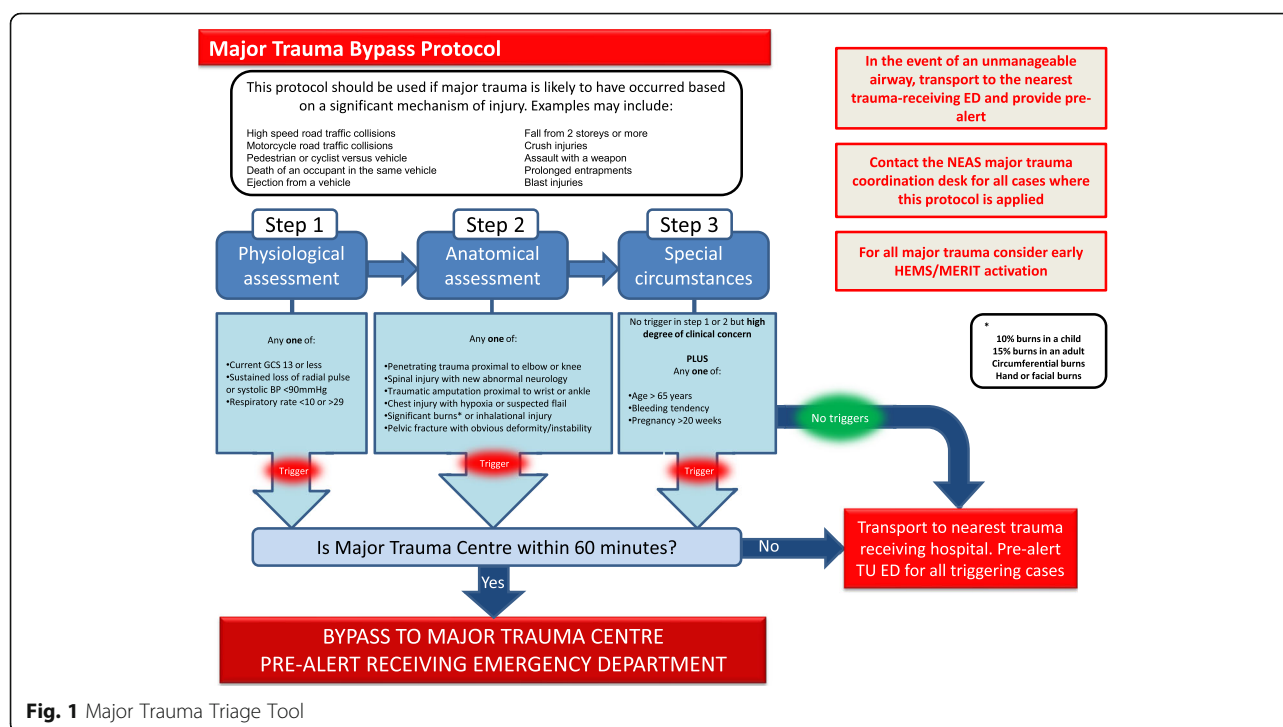 Major Trauma Bypass Protocol
This protocol should be used if major trauma is likely to have occurred based
on a significant mechanism of injury. Examples may include:
High speed road traffic collisions
Motorcycle road traffic collisions
Pedestrian or cyclist versus vehicle
Death of an occupant in the same vehicle
Ejection from a vehicle
Fall from 2 storeys or more
Crush injuries
Assault with a weapon
Prolonged entrapments
Blast injuries
In the event of an unmanageable
airway, transport to the nearest
trauma-receiving ED and provide pre-
alert
Contact the NEAS major trauma
coordination desk for all cases where
this protocol is applied
For all major trauma consider early
HEMS/MERIT activation
Step 1
Physiological
assessment
Step 2
Anatomical
assessment
Step 3
Special
circumstances
Any one of:
•Current GCS 13 or less
•Sustained loss of radial pulse
or systolic BP <90mmHg
•Respiratory rate <10 or >29
Any one of:
•Penetrating trauma proximal to elbow or knee
•Spinal injury with new abnormal neurology
•Traumatic amputation proximal to wrist or ankle
•Chest injury with hypoxia or suspected flail
•Significant burns* or inhalational injury
•Pelvic fracture with obvious deformity/instability
No trigger in step 1 or 2 but high
degree of clinical concern
PLUS
Any one of:
•Age > 65 years
•Bleeding tendency
•Pregnancy >20 weeks
*
10% burns in a child
15% burns in an adult
Circumferential burns
Hand or facial burns
No triggers
Trigger
Trigger
Trigger
Is Major Trauma Centre within 60 minutes?
No
Transport to nearest trauma
receiving hospital. Pre-alert
TU ED for all triggering cases
Yes
BYPASS TO MAJOR TRAUMA CENTRE
PRE-ALERT RECEIVING EMERGENCY DEPARTMENT
Fig. 1 Major Trauma Triage Tool